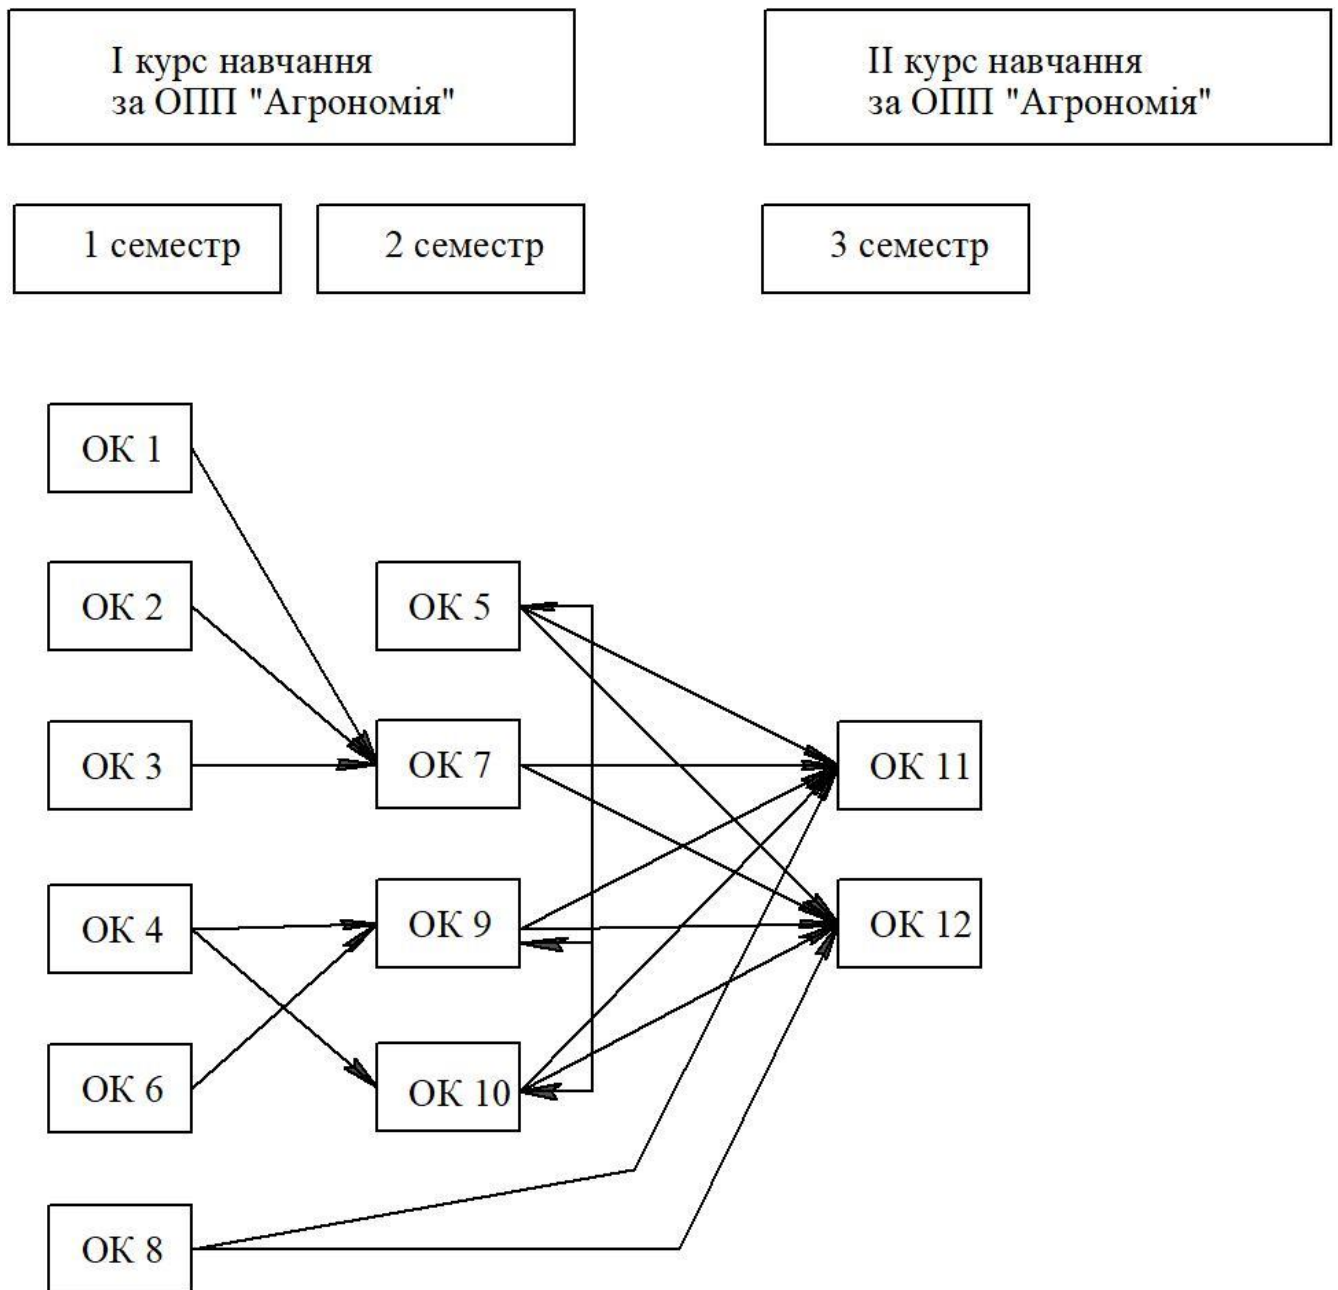 І курс навчання
за ОПП "Агрономія"
ІІ курс навчання
за ОПП "Агрономія"
1 семестр
2 семестр
3 семестр
ОК 1
ОК 2
ОК 5
ОК 3
ОК 7
ОК 11
ОК 4
ОК 9
ОК 12
ОК 6
ОК 10
ОК 8